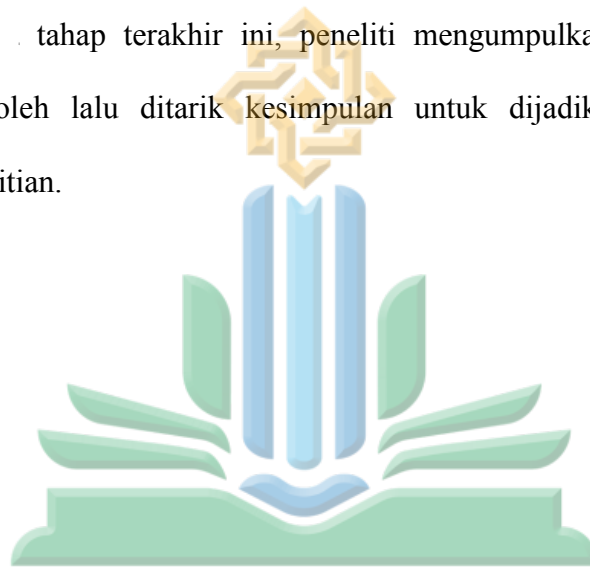 tahap terakhir ini, peneliti mengumpulka
oleh lalu ditarik kesimpulan untuk dijadik
itian.